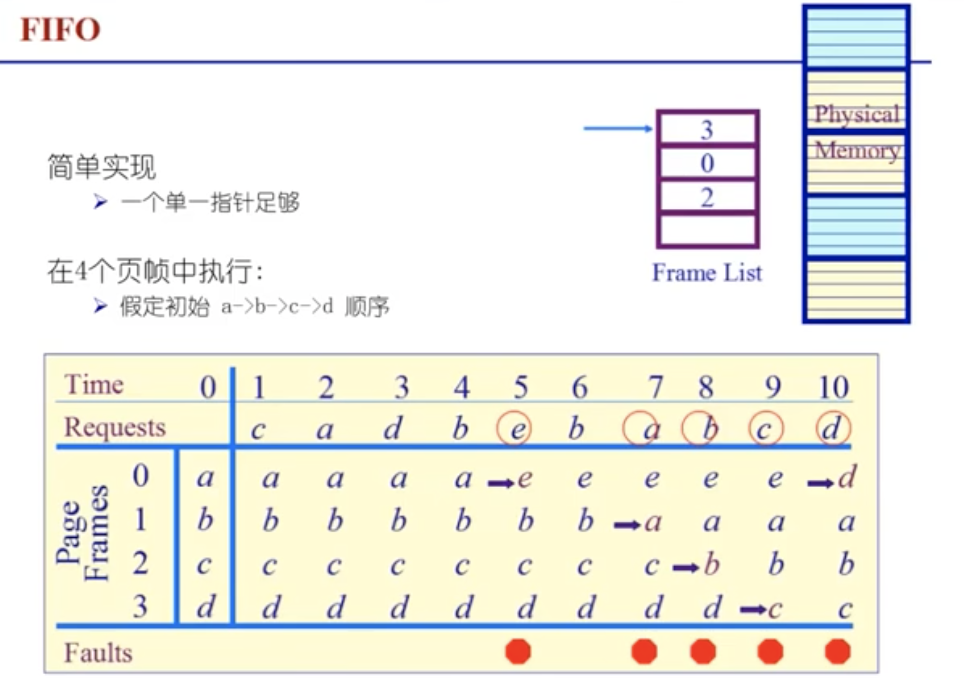 FIFO
简单实现
➢ 一个单一指针足够
在4个页帧中执行:
➢ 假定初始 a->b->c->d 顺序
3
0
2
Frame List
Physical
Memory
Time 0 1 2 3 4 5 6 7 8 9 10
Requests c a d b e b a b c d
Page Frames
0 a a a a a e e e e e d
1 b b b b b b b a a a a
2 c c c c c c c c b b b
3 d d d d d d d d d c c
Faults